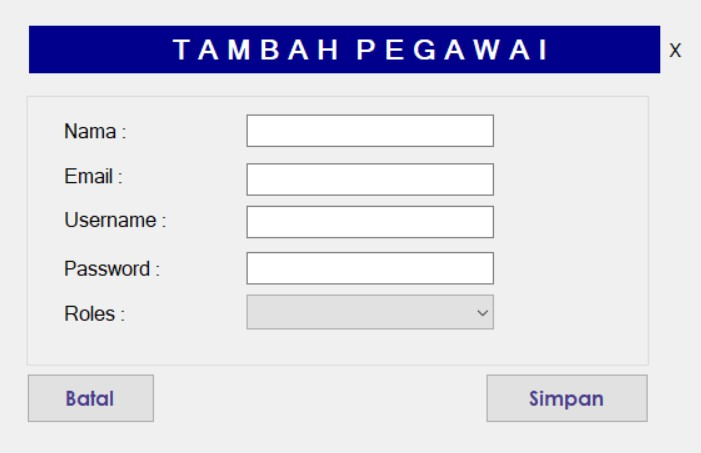 TAMBAH PEGAWAI X
Nama :
Email :
Username :
Password :
Roles :
Batal Simpan